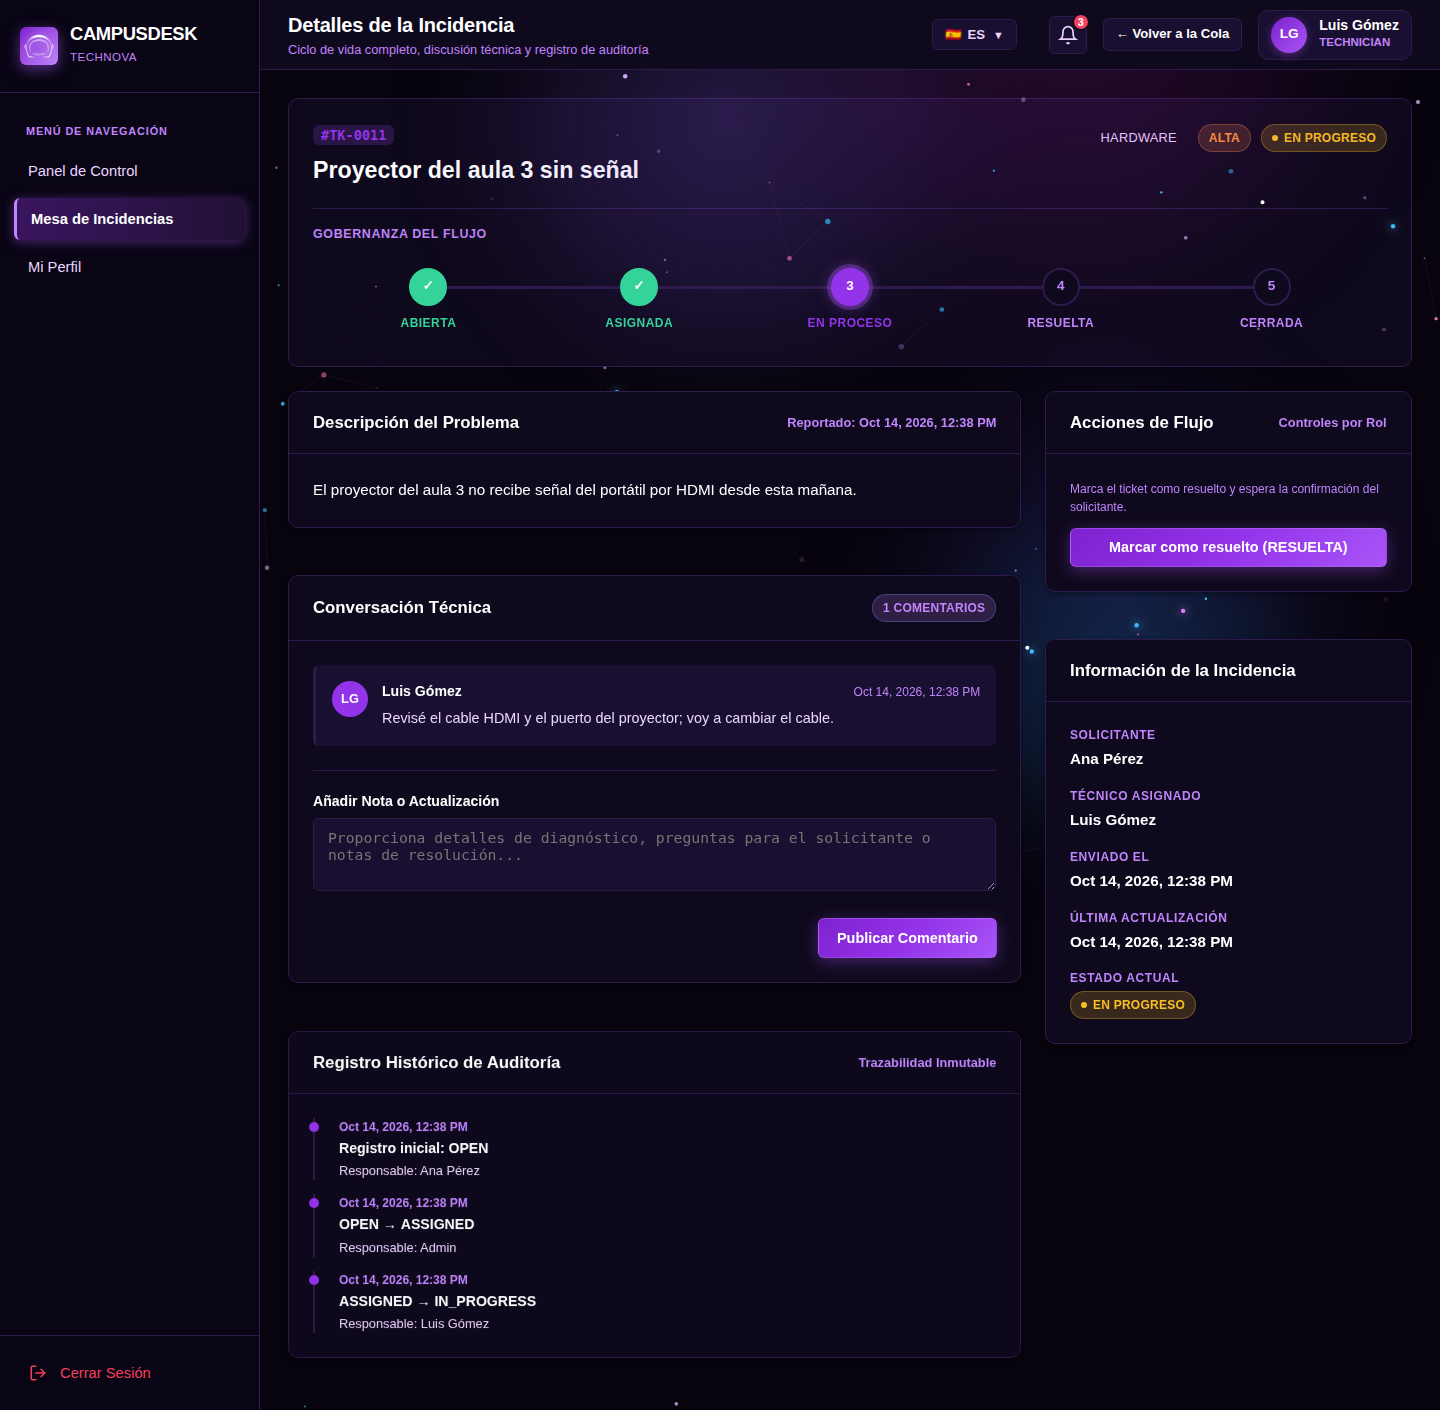 CAMPUSDESK
TECHNOVA
MENÚ DE NAVEGACIÓN
Panel de Control
Mesa de Incidencias
Mi Perfil
Cerrar Sesión
Detalles de la Incidencia
Ciclo de vida completo, discusión técnica y registro de auditoría
🇪🇸 ES ▼
3
← Volver a la Cola
LG
Luis Gómez
TECHNICIAN
#TK-0011
Proyector del aula 3 sin señal
HARDWARE
ALTA
EN PROGRESO
GOBERNANZA DEL FLUJO
✓
✓
3
4
5
ABIERTA
ASIGNADA
EN PROCESO
RESUELTA
CERRADA
Descripción del Problema
Reportado: Oct 14, 2026, 12:38 PM
El proyector del aula 3 no recibe señal del portátil por HDMI desde esta mañana.
Conversación Técnica
1 COMENTARIOS
LG
Luis Gómez
Oct 14, 2026, 12:38 PM
Revisé el cable HDMI y el puerto del proyector; voy a cambiar el cable.
Añadir Nota o Actualización
Proporciona detalles de diagnóstico, preguntas para el solicitante o
notas de resolución...
Publicar Comentario
Registro Histórico de Auditoría
Trazabilidad Inmutable
Oct 14, 2026, 12:38 PM
Registro inicial: OPEN
Responsable: Ana Pérez
Oct 14, 2026, 12:38 PM
OPEN → ASSIGNED
Responsable: Admin
Oct 14, 2026, 12:38 PM
ASSIGNED → IN_PROGRESS
Responsable: Luis Gómez
Acciones de Flujo
Controles por Rol
Marca el ticket como resuelto y espera la confirmación del
solicitante.
Marcar como resuelto (RESUELTA)
Información de la Incidencia
SOLICITANTE
Ana Pérez
TÉCNICO ASIGNADO
Luis Gómez
ENVIADO EL
Oct 14, 2026, 12:38 PM
ÚLTIMA ACTUALIZACIÓN
Oct 14, 2026, 12:38 PM
ESTADO ACTUAL
EN PROGRESO